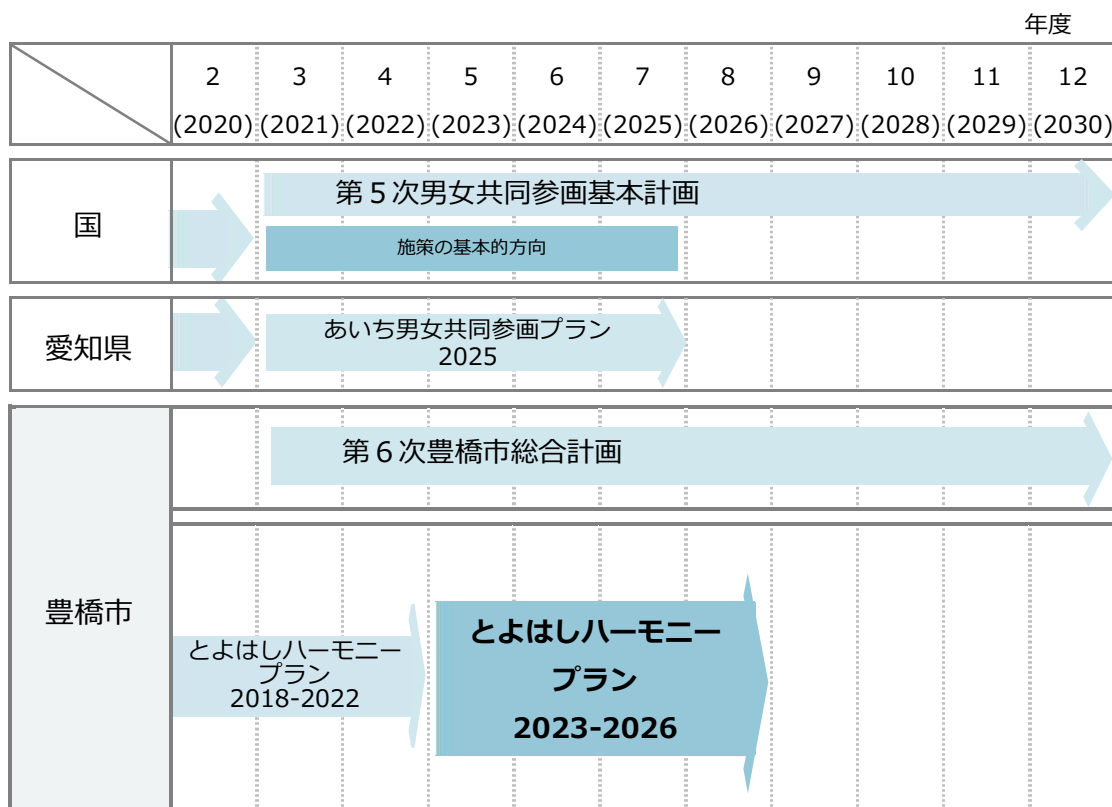 年度
2 3 4 5 6 7 8 9 10 11 12
(2020) (2021) (2022) (2023) (2024) (2025) (2026) (2027) (2028) (2029) (2030)
国
第５次男女共同参画基本計画
施策の基本的方向
愛知県
あいち男女共同参画プラン
2025
豊橋市
第６次豊橋市総合計画
とよはしハーモニー
プラン
2018-2022
とよはしハーモニー
プラン
2023-2026